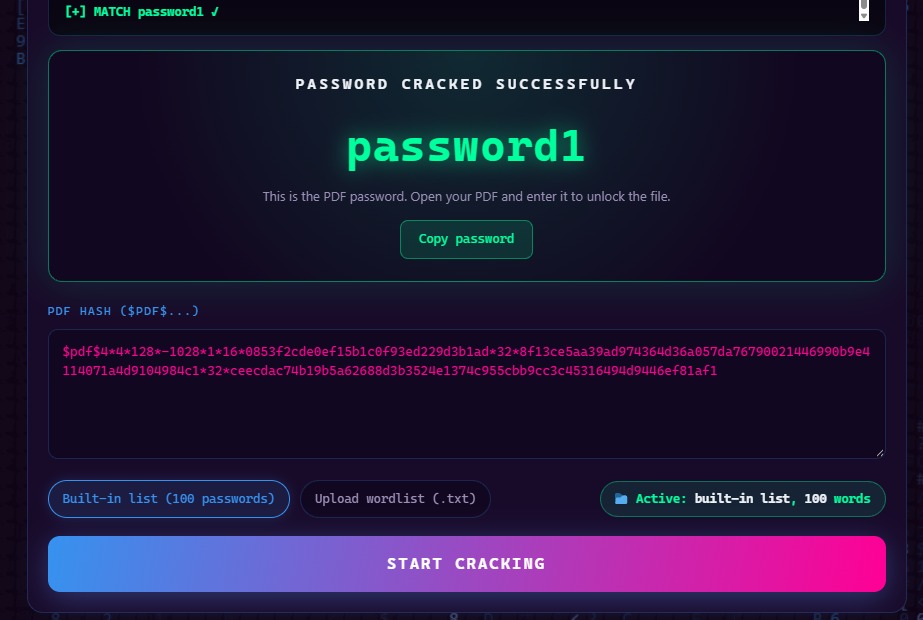 [+] MATCH password1 ✓
PASSWORD CRACKED SUCCESSFULLY
password1
This is the PDF password. Open your PDF and enter it to unlock the file.
Copy password
PDF HASH ($PDF$...)
$pdf$4*4*128*-1028*1*16*0853f2cde0ef15b1c0f93ed229d3b1ad*32*8f13ce5aa39ad974364d36a057da76790021446990b9e4
114071a4d9104984c1*32*ceecdac74b19b5a62688d3b3524e1374c955cbb9cc3c45316494d9446ef81af1
Built-in list (100 passwords)
Upload wordlist (.txt)
Active: built-in list, 100 words
START CRACKING